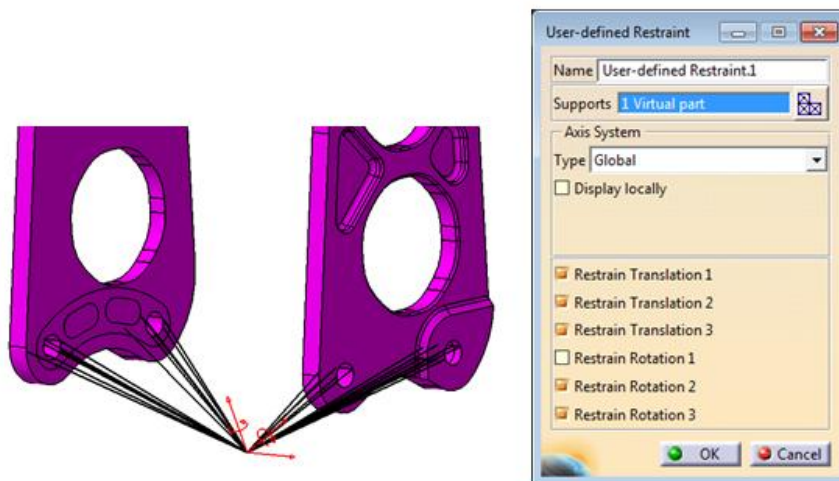 User-defined Restraint
Name User-defined Restraint.1
Supports 1 Virtual part
Axis System
Type Global
Display locally
Restrain Translation 1
Restrain Translation 2
Restrain Translation 3
Restrain Rotation 1
Restrain Rotation 2
Restrain Rotation 3
OK Cancel